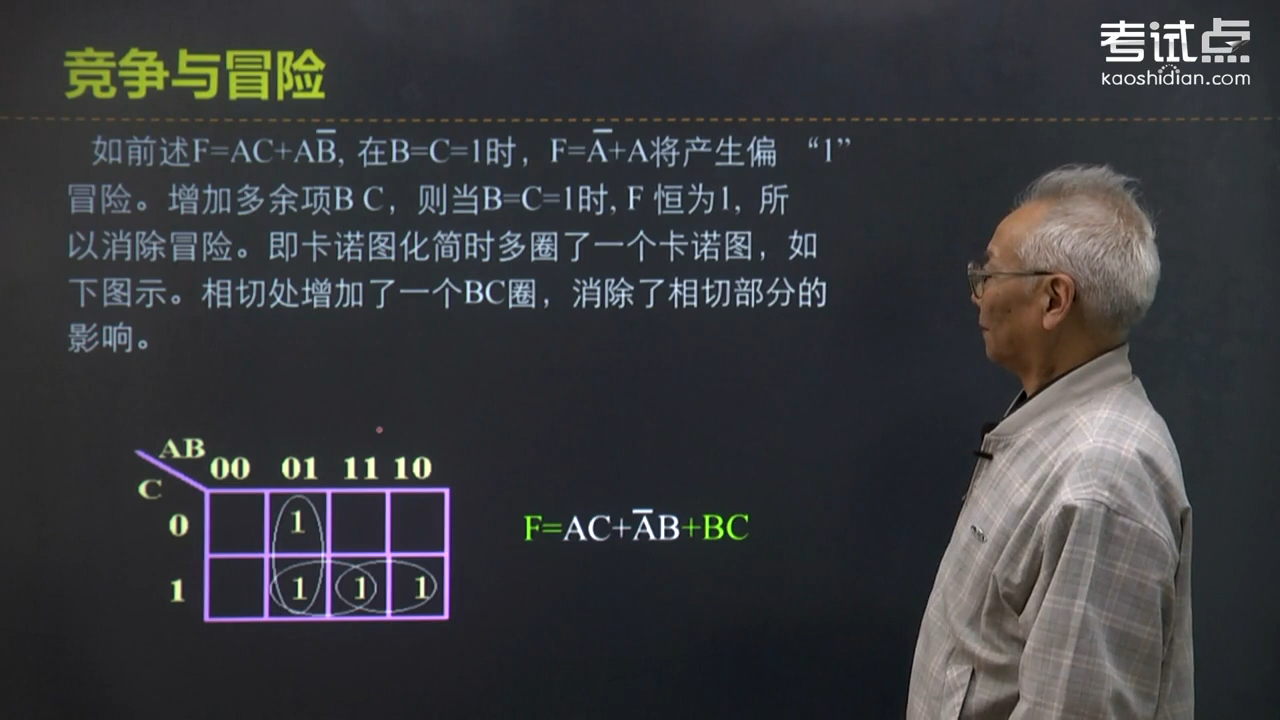 考试点
kaoshidian.com
竞争与冒险
如前述F=AC+AB̅, 在B=C=1时，F=A̅+A将产生偏 “1”
冒险。增加多余项B C，则当B=C=1时, F 恒为1, 所
以消除冒险。即卡诺图化简时多圈了一个卡诺图，如
下图示。相切处增加了一个BC圈，消除了相切部分的
影响。
AB
00 01 11 10
C
0 1
1 1 1 1
F=AC+A̅B+BC